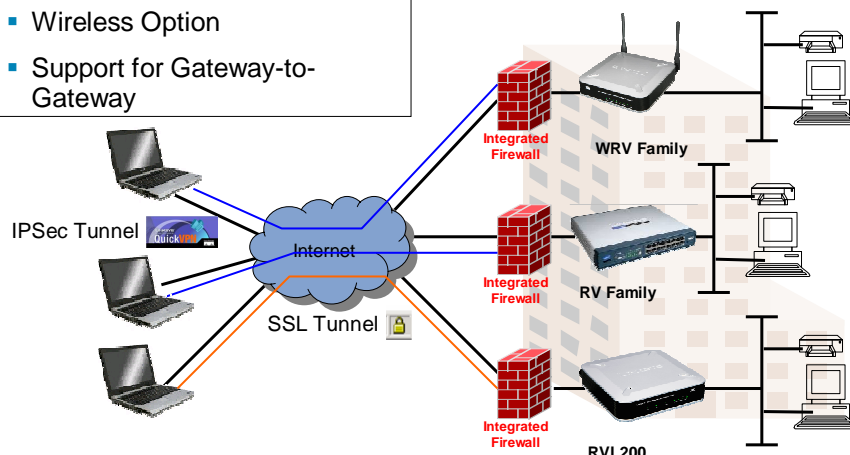 Wireless Option
Support for Gateway-to-
Gateway
Integrated
Firewall
WRV Family
IPSec Tunnel
QuickVPN
Internet
Integrated
Firewall
RV Family
SSL Tunnel
Integrated
Firewall
RVL200